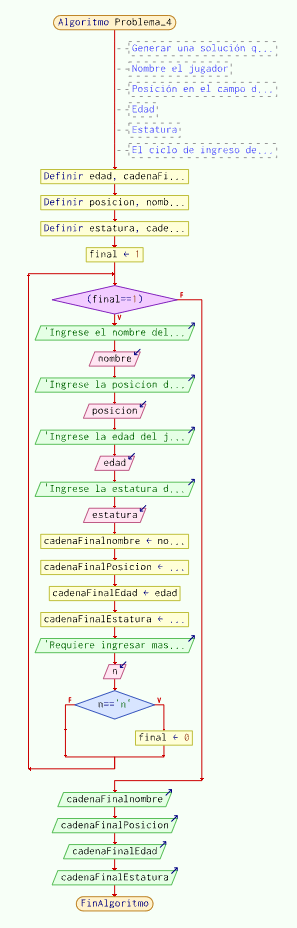 Algoritmo Problema_4
Generar una solución q...
Nombre el jugador
Posición en el campo d...
Edad
Estatura
El ciclo de ingreso de...
Definir edad, cadenaFi...
Definir posicion, nomb...
Definir estatura, cade...
final ← 1
(final==1)
F
V
'Ingrese el nombre del...
nombre
'Ingrese la posicion d...
posicion
'Ingrese la edad del j...
edad
'Ingrese la estatura d...
estatura
cadenaFinalnombre ← no...
cadenaFinalPosicion ← ...
cadenaFinalEdad ← edad
cadenaFinalEstatura ← ...
'Requiere ingresar mas...
n
F n=='n' V
final ← 0
cadenaFinalnombre
cadenaFinalPosicion
cadenaFinalEdad
cadenaFinalEstatura
FinAlgoritmo